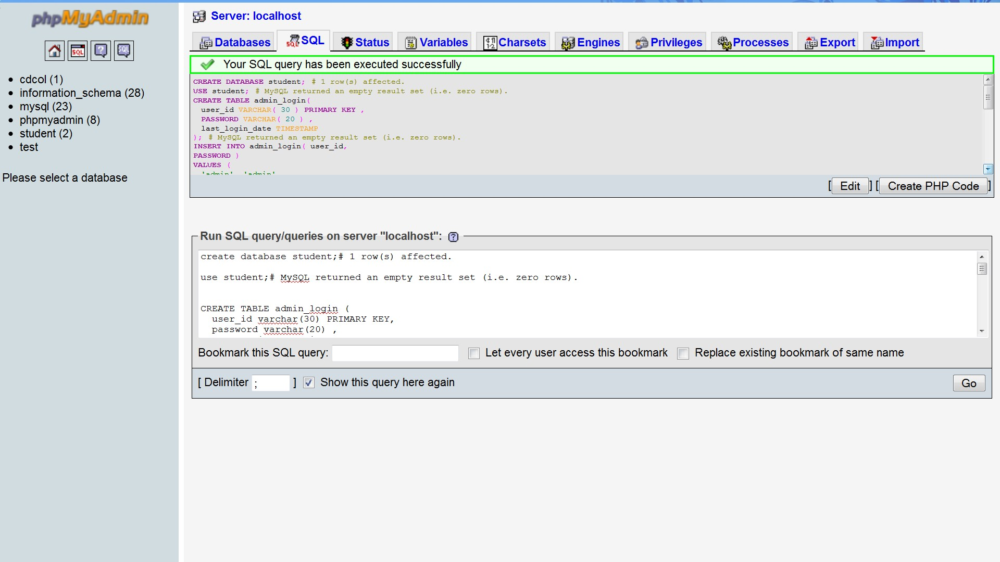 phpMyAdmin
SQL
SQL
cdcol (1)
information_schema (28)
mysql (23)
phpmyadmin (8)
student (2)
test
Please select a database
Server: localhost
Databases SQL Status Variables Charsets Engines Privileges Processes Export Import
Your SQL query has been executed successfully
CREATE DATABASE student; # 1 row(s) affected.
USE student; # MySQL returned an empty result set (i.e. zero rows).
CREATE TABLE admin_login(
user_id VARCHAR( 30 ) PRIMARY KEY ,
PASSWORD VARCHAR( 20 ) ,
last_login_date TIMESTAMP
); # MySQL returned an empty result set (i.e. zero rows).
INSERT INTO admin_login( user_id,
PASSWORD )
VALUES (
'admin', 'admin'
[ Edit ] [ Create PHP Code ]
Run SQL query/queries on server "localhost":
create database student;# 1 row(s) affected.
use student;# MySQL returned an empty result set (i.e. zero rows).
CREATE TABLE admin_login (
user_id varchar(30) PRIMARY KEY,
password varchar(20) ,
Bookmark this SQL query: Let every user access this bookmark Replace existing bookmark of same name
[ Delimiter ; ] Show this query here again
Go